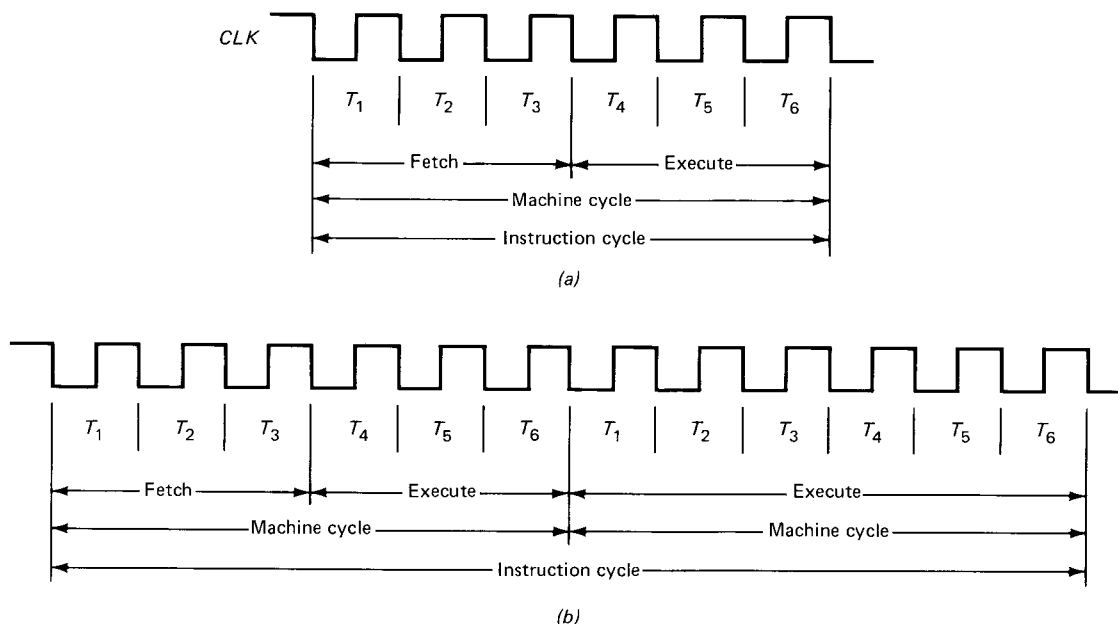 CLK
T1 T2 T3 T4 T5 T6
Fetch Execute
Machine cycle
Instruction cycle
(a)
T1 T2 T3 T4 T5 T6 T1 T2 T3 T4 T5 T6
Fetch Execute Execute
Machine cycle Machine cycle
Instruction cycle
(b)